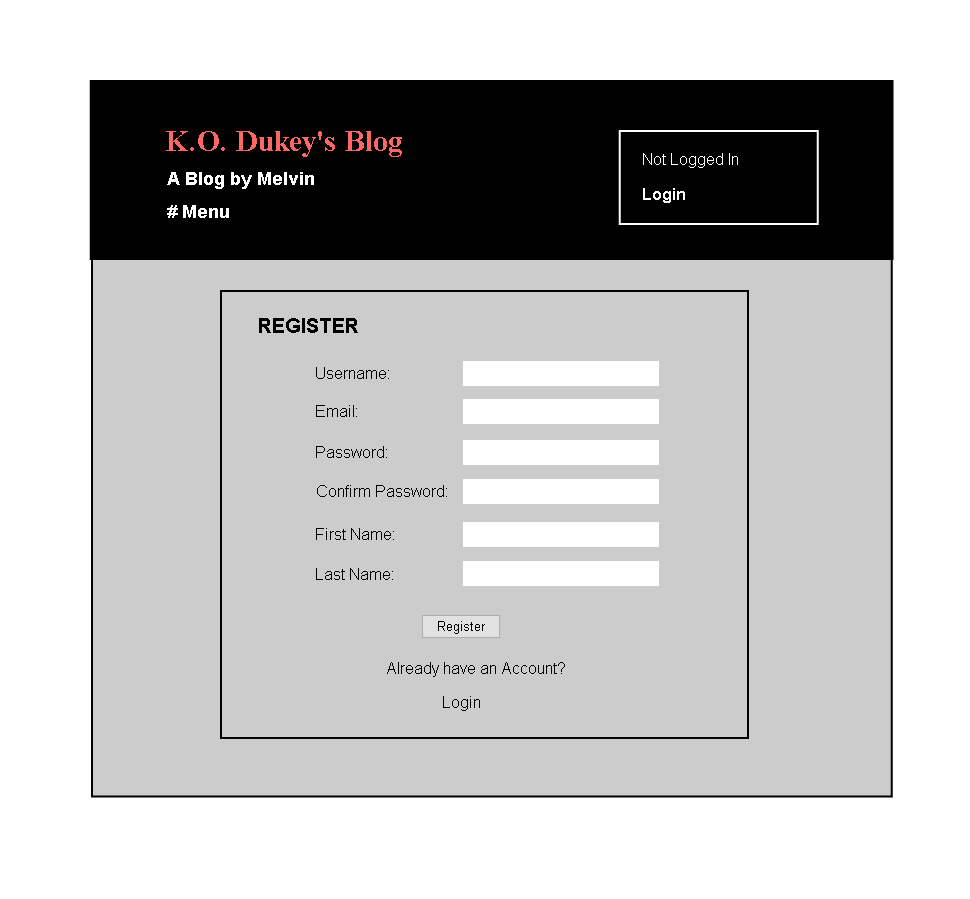 K.O. Dukey's Blog
A Blog by Melvin
# Menu
Not Logged In
Login
REGISTER
Username:
Email:
Password:
Confirm Password:
First Name:
Last Name:
Register
Already have an Account?
Login